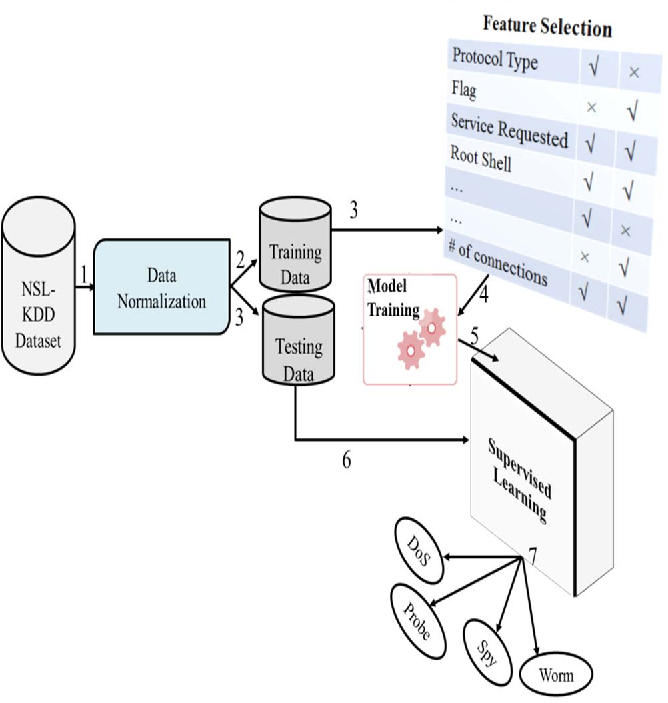 Feature Selection
Protocol Type √ ×
Flag × √
Service Requested √ √
Root Shell √ √
... √ ×
... × √
# of connections √ √
NSL-
KDD
Dataset
1
Data
Normalization
2
3
Training
Data
3
Testing
Data
Model
Training
4
5
6
Supervised
Learning
7
DoS
Probe
Spy
Worm